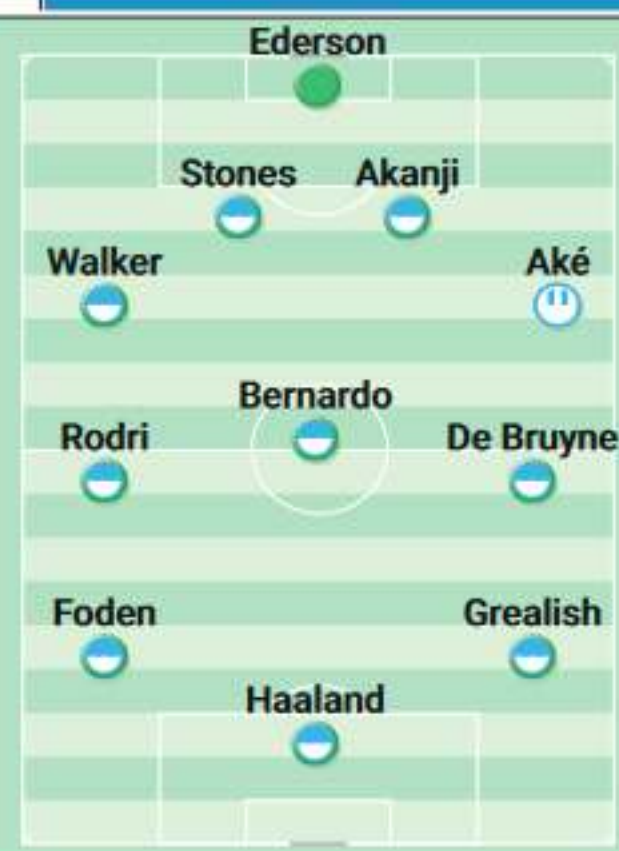 Ederson
Stones Akanji
Walker Aké
Bernardo
Rodri De Bruyne
Foden Grealish
Haaland